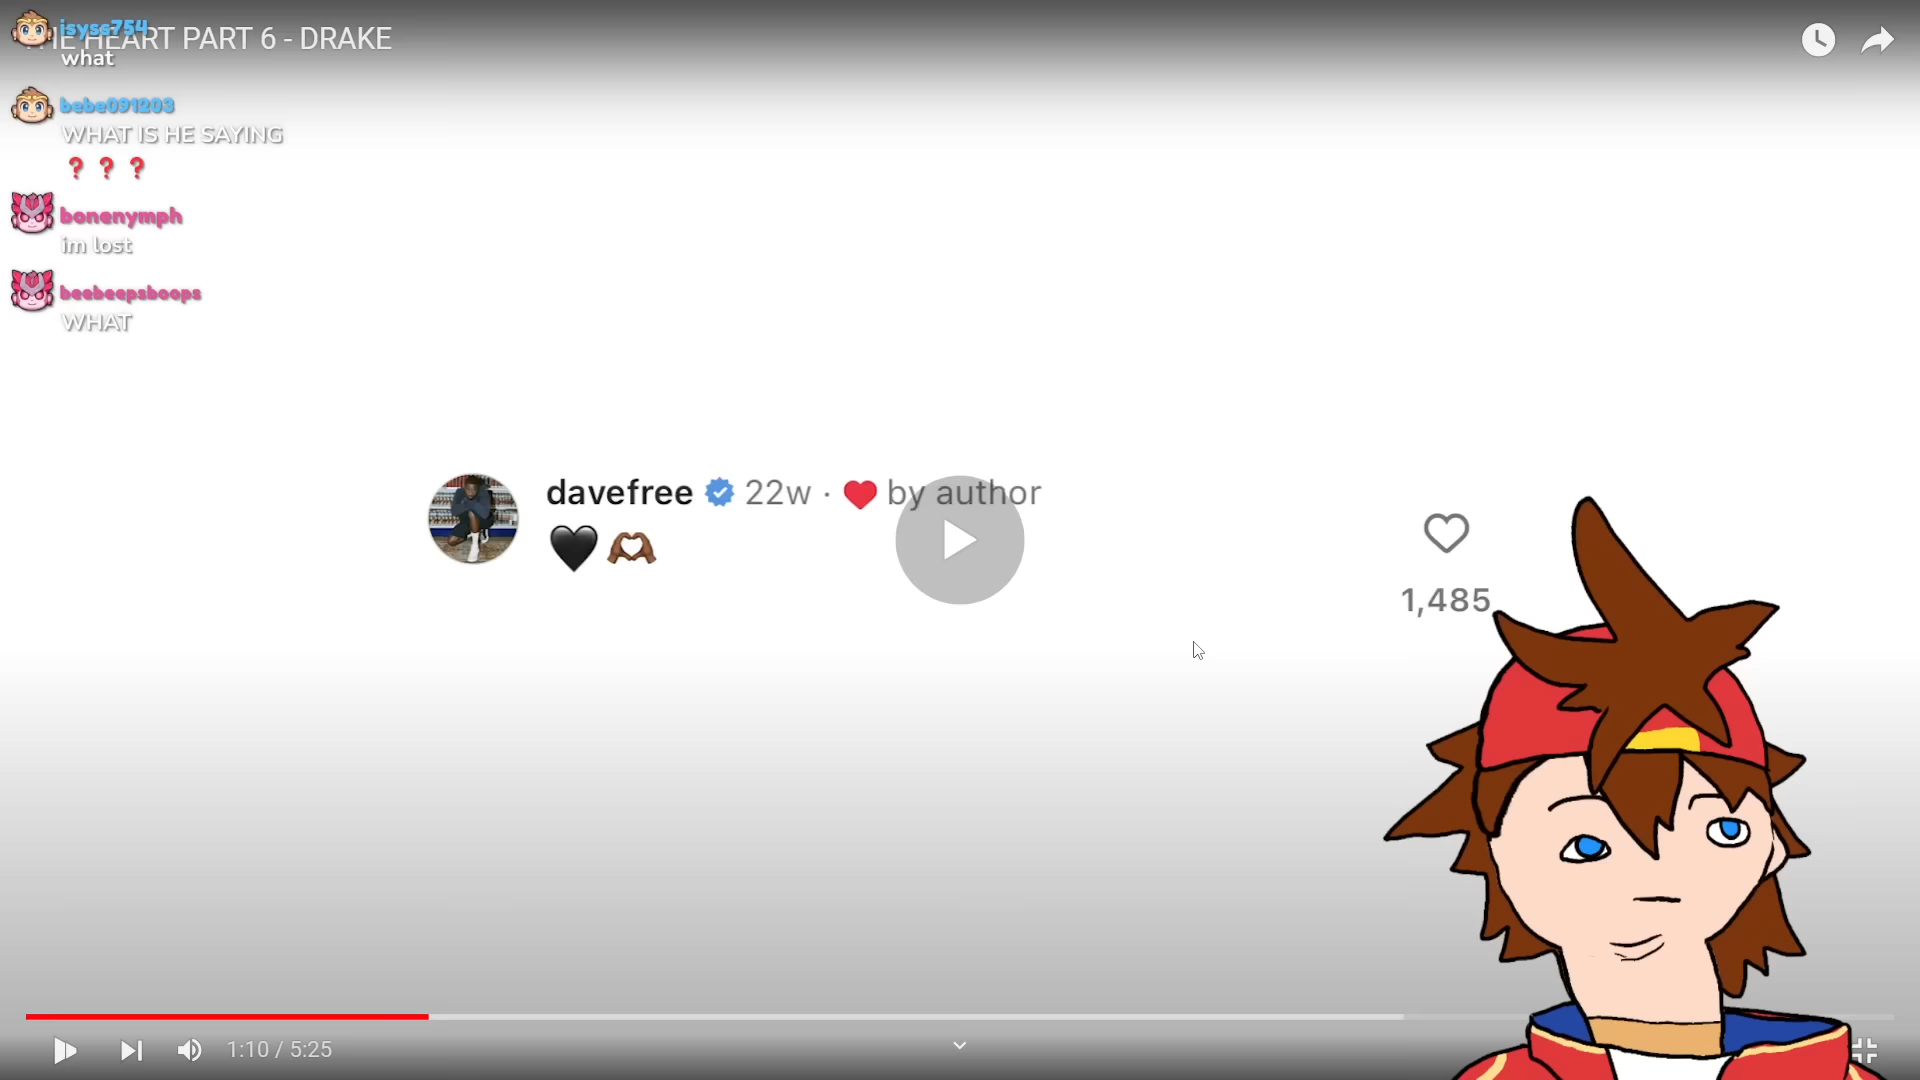 THE HEART PART 6 - DRAKE
isyss754
what
bebe091203
WHAT IS HE SAYING
❓ ❓ ❓
bonenymph
im lost
beebeepsboops
WHAT
davefree 22w · ❤️ by author
🖤 🫶🏾
1,485
1:10 / 5:25